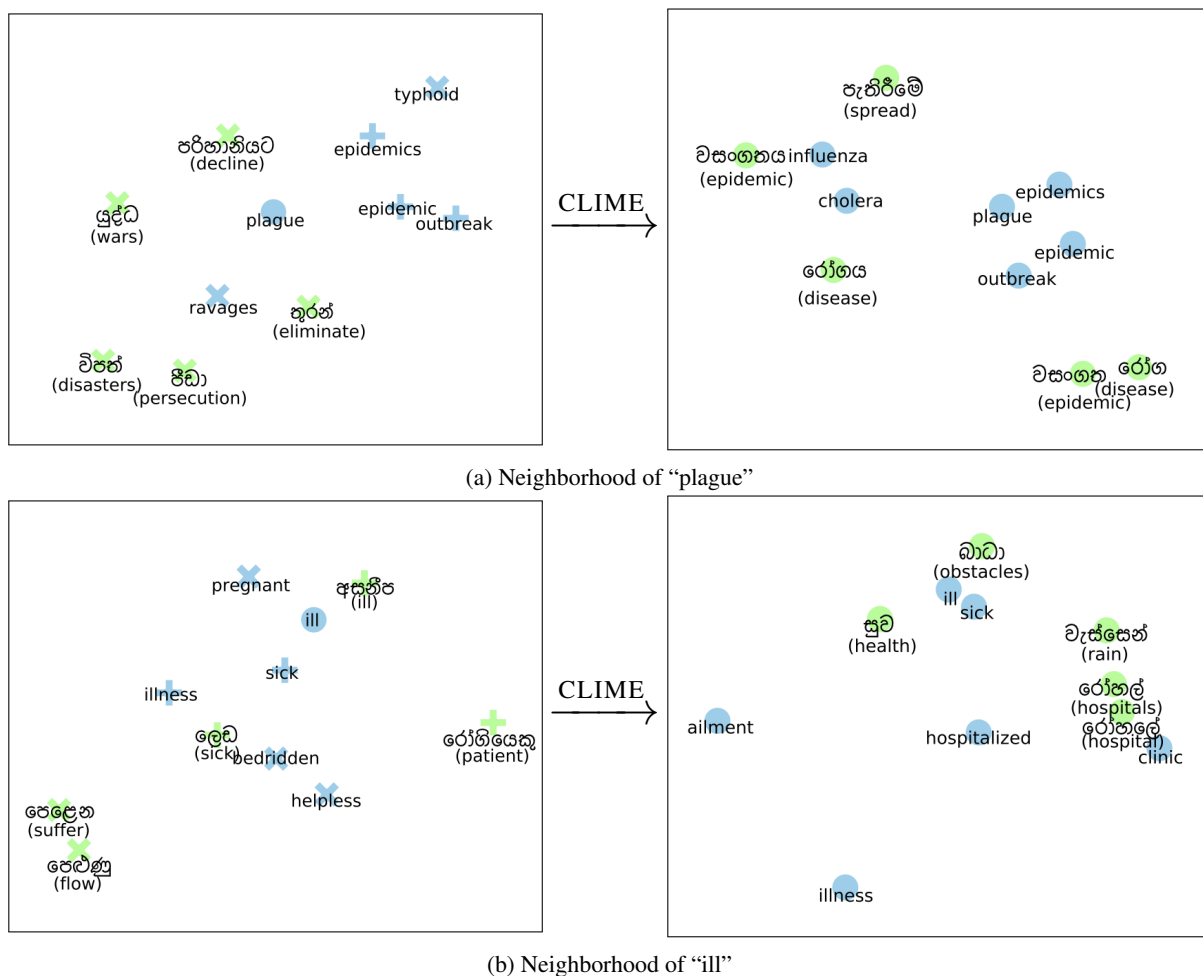 typhoid
පරිහානියට
(decline)
epidemics
යුද්ධ
(wars)
plague
epidemic
outbreak
ravages
තුරන්
(eliminate)
විපත්
(disasters)
පීඩා
(persecution)
CLIME
පැතිරීමේ
(spread)
වසංගතය
(epidemic)
influenza
cholera
epidemics
plague
epidemic
රෝගය
(disease)
outbreak
වසංගත
(epidemic)
රෝග
(disease)
(a) Neighborhood of “plague”
pregnant
අසනීප
(ill)
ill
sick
illness
ලෙඩ
(sick)
bedridden
රෝගියෙකු
(patient)
helpless
පෙළෙන
(suffer)
පෙළුණු
(flow)
CLIME
බාධා
(obstacles)
ill
sick
සුව
(health)
වැස්සෙන්
(rain)
රෝහල්
(hospitals)
ailment
hospitalized
රෝහලේ
(hospital)
clinic
illness
(b) Neighborhood of “ill”